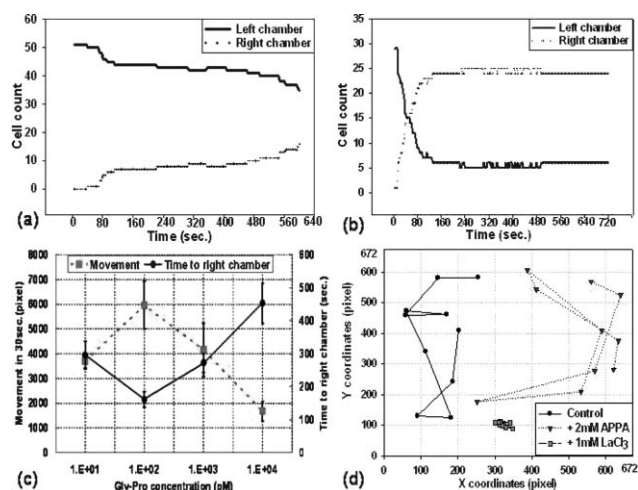 60
50
40
30
20
10
0
Cell count
Left chamber
Right chamber
(a)
0 80 160 240 320 400 480 560 640
Time (sec.)
35
30
25
20
15
10
5
0
Cell count
Left chamber
Right chamber
(b)
0 80 160 240 320 400 480 560 640 720
Time (sec.)
8000
7000
6000
5000
4000
3000
2000
1000
0
Movement in 30sec. (pixel)
Movement
Time to right chamber
600
500
400
300
200
100
0
Time to right chamber (sec.)
(c)
1.E+01 1.E+02 1.E+03 1.E+04
Gly-Pro concentration (pM)
672
600
500
400
300
200
100
0
Y coordinates (pixel)
Control
+ 2mM APPA
+ 1mM LaCl3
(d)
0 100 200 300 400 500 600 672
X coordinates (pixel)